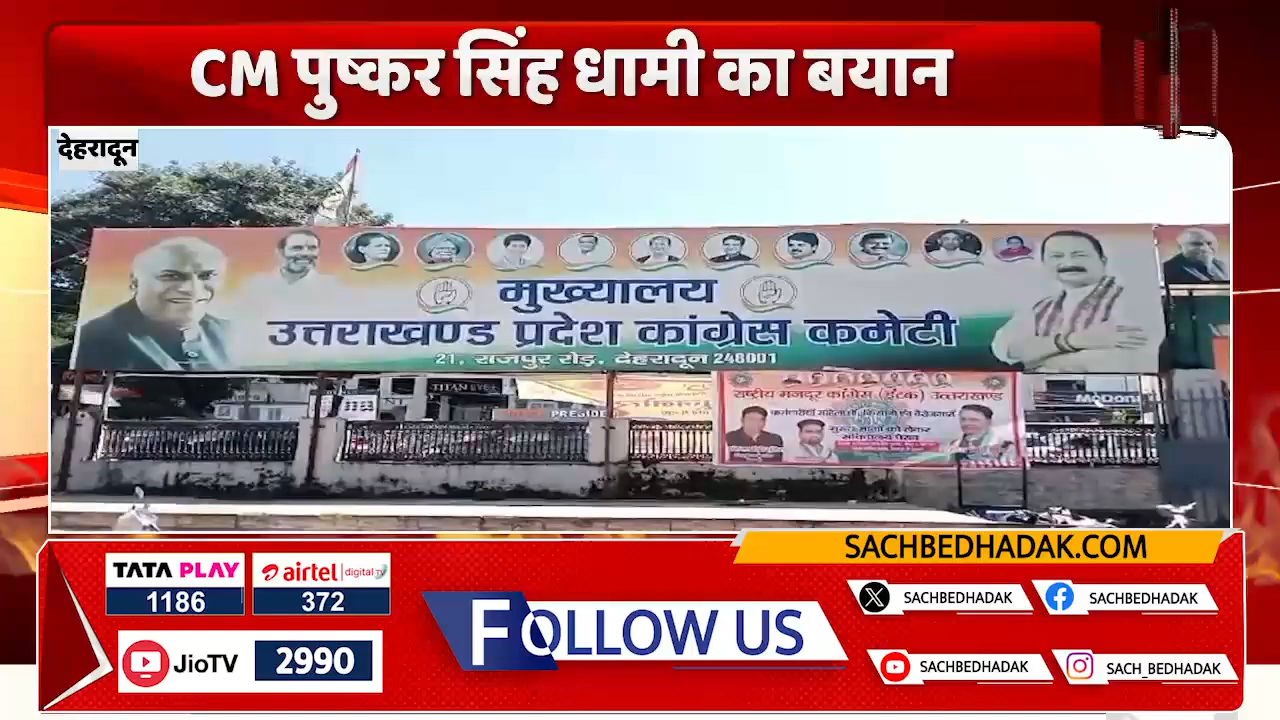 CM पुष्कर सिंह धामी का बयान
देहरादून
मुख्यालय
उत्तराखण्ड प्रदेश कांग्रेस कमेटी
21, राजपुर रोड़, देहरादून 248001
TITAN EYE+
राष्ट्रीय मजदूर कांग्रेस (इंटक) उत्तराखण्ड
SACHBEDHADAK.COM
TATA PLAY
1186
airtel digital TV
372
JioTV
2990
FOLLOW US
SACHBEDHADAK
SACHBEDHADAK
SACHBEDHADAK
SACH_BEDHADAK